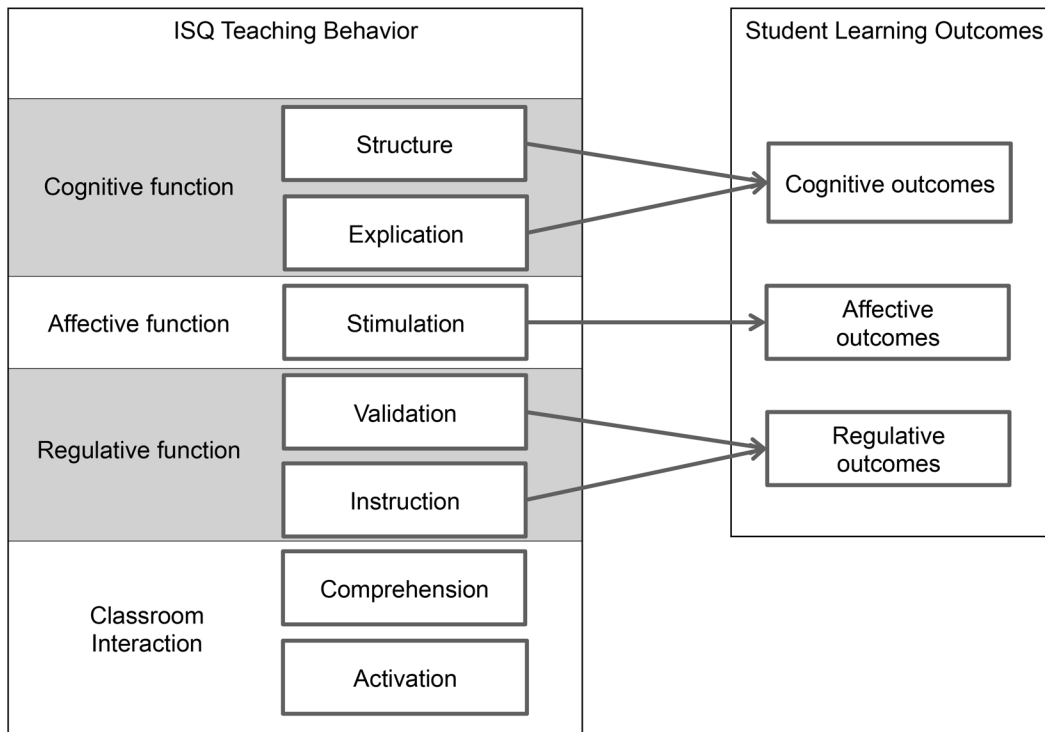 ISQ Teaching Behavior
Student Learning Outcomes
Cognitive function
Structure
Explication
Cognitive outcomes
Affective function
Stimulation
Affective
outcomes
Regulative function
Validation
Instruction
Regulative
outcomes
Classroom
Interaction
Comprehension
Activation